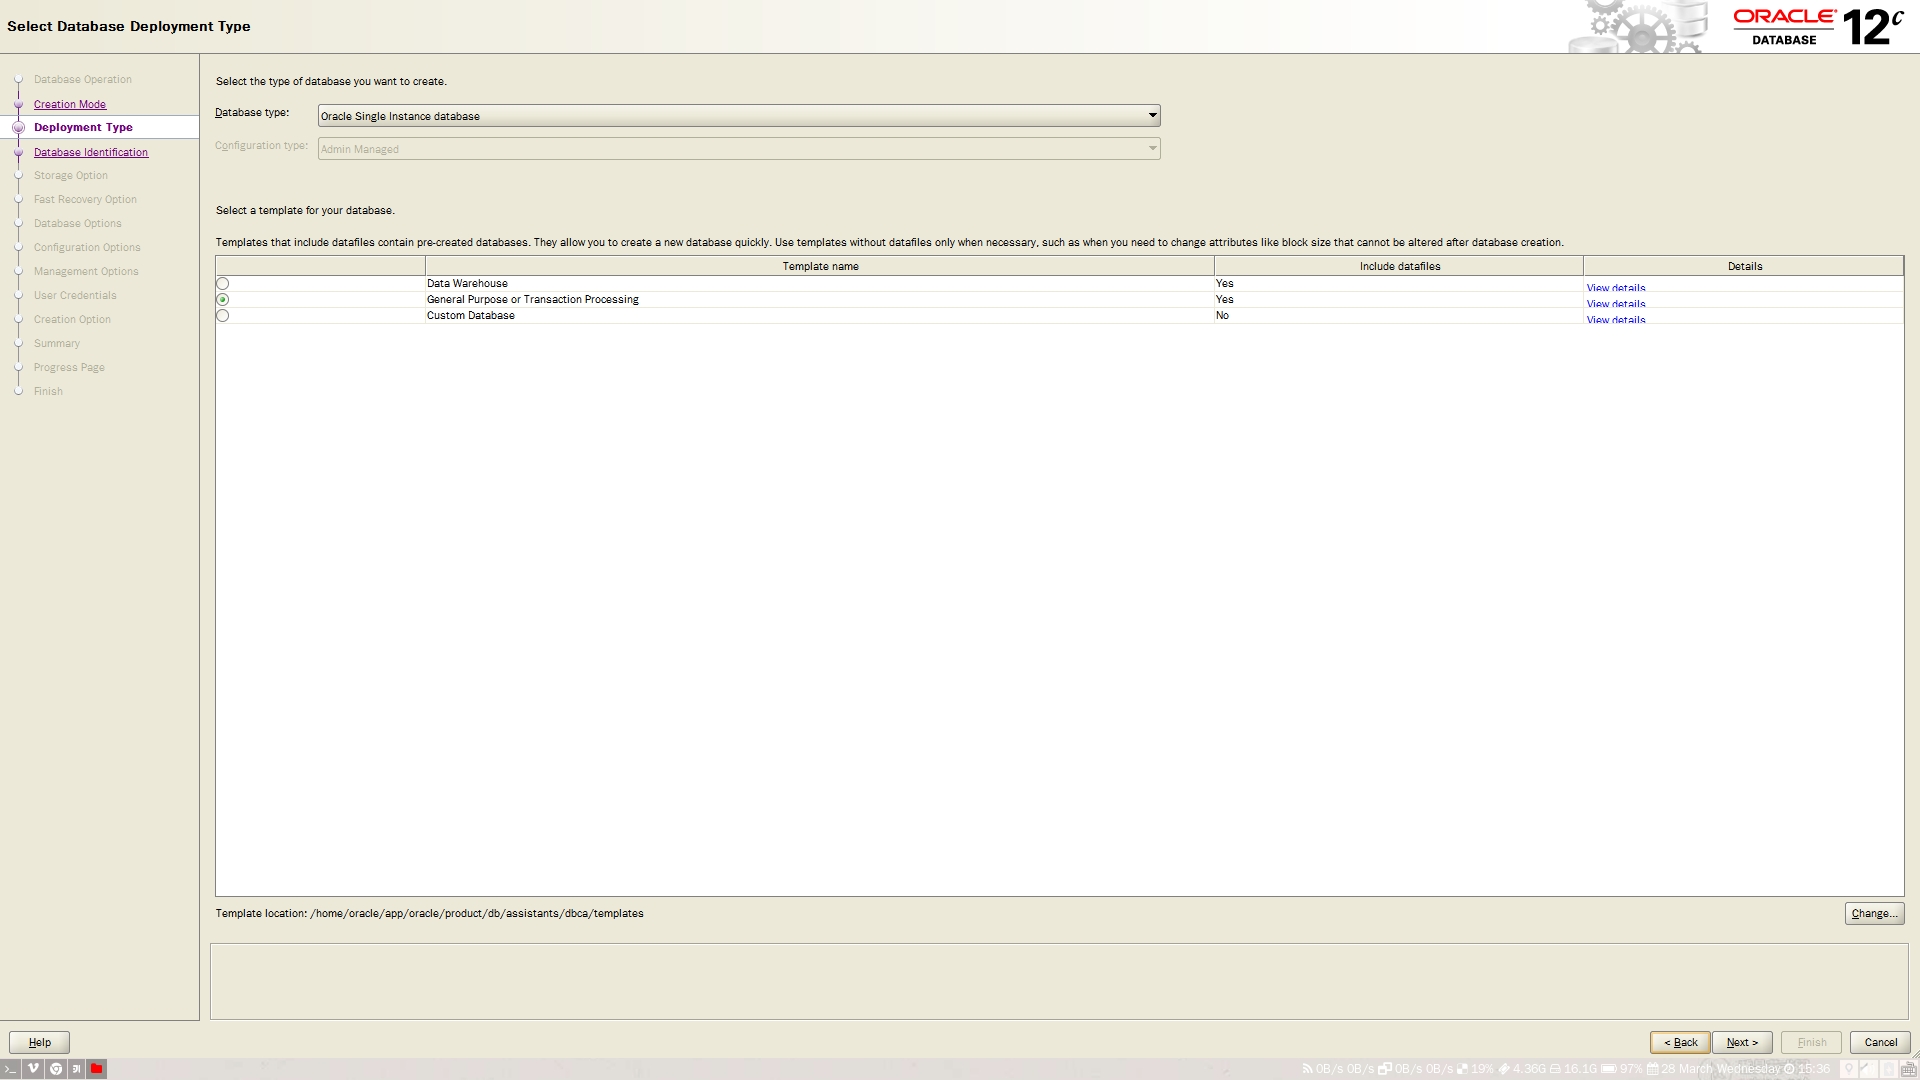 Select Database Deployment Type
ORACLE
DATABASE
12c
Database Operation
Creation Mode
Deployment Type
Database Identification
Storage Option
Fast Recovery Option
Database Options
Configuration Options
Management Options
User Credentials
Creation Option
Summary
Progress Page
Finish
Select the type of database you want to create.
Database type: Oracle Single Instance database
Configuration type: Admin Managed
Select a template for your database.
Templates that include datafiles contain pre-created databases. They allow you to create a new database quickly. Use templates without datafiles only when necessary, such as when you need to change attributes like block size that cannot be altered after database creation.
Template name Include datafiles Details
Data Warehouse Yes View details
General Purpose or Transaction Processing Yes View details
Custom Database No View details
Template location: /home/oracle/app/oracle/product/db/assistants/dbca/templates
Change...
Help < Back Next > Finish Cancel
0B/s 0B/s 0B/s 0B/s 19% 4.36G 16.1G 97% 28 March Wednesday 15:36